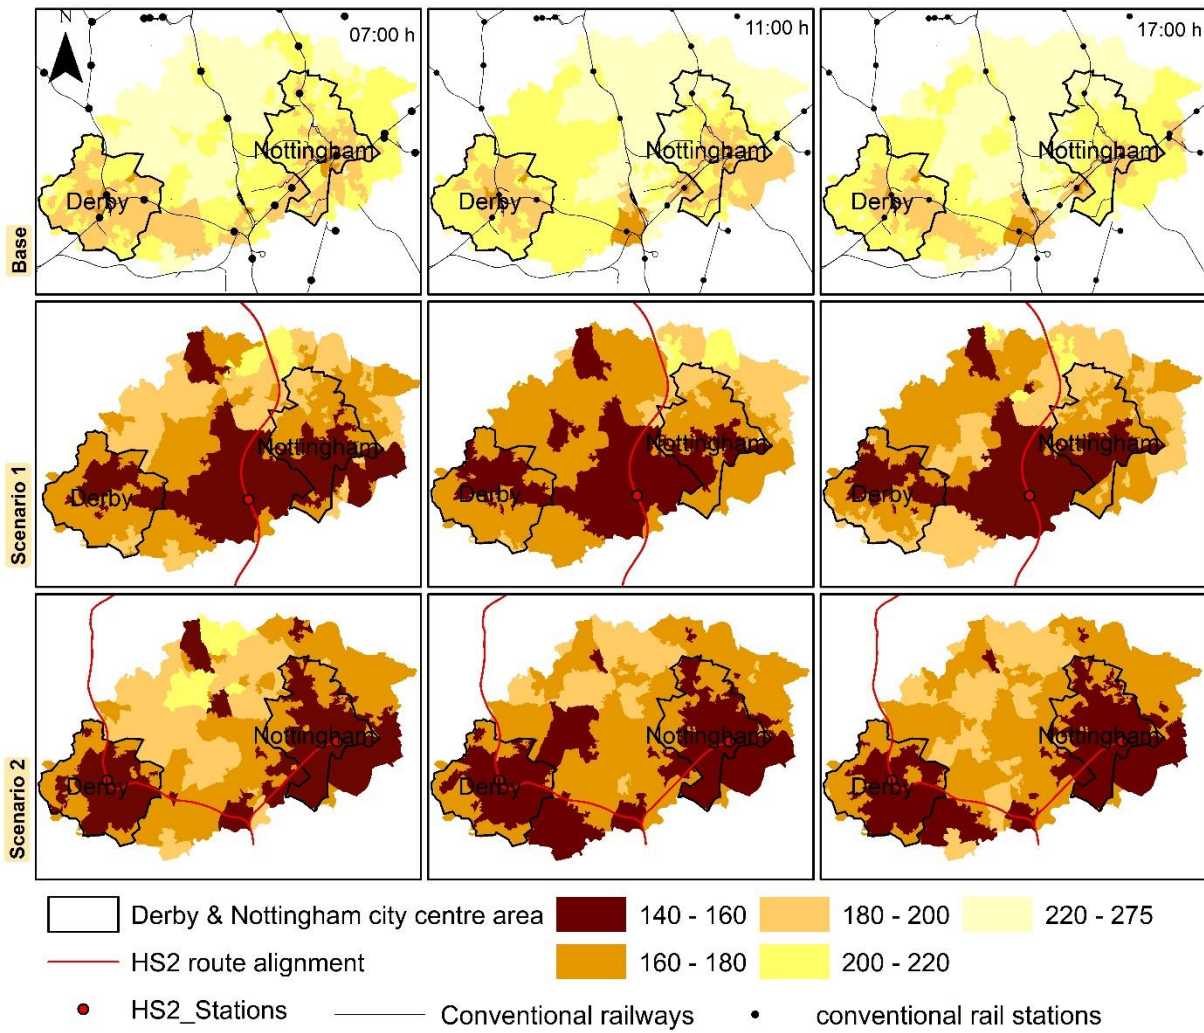 N
07:00 h
11:00 h
17:00 h
Base
Derby
Nottingham
Derby
Nottingham
Derby
Nottingham
Scenario 1
Derby
Nottingham
Derby
Nottingham
Derby
Nottingham
Scenario 2
Derby
Nottingham
Derby
Nottingham
Derby
Nottingham
Derby & Nottingham city centre area
140 - 160
180 - 200
220 - 275
HS2 route alignment
160 - 180
200 - 220
HS2_Stations
Conventional railways
conventional rail stations